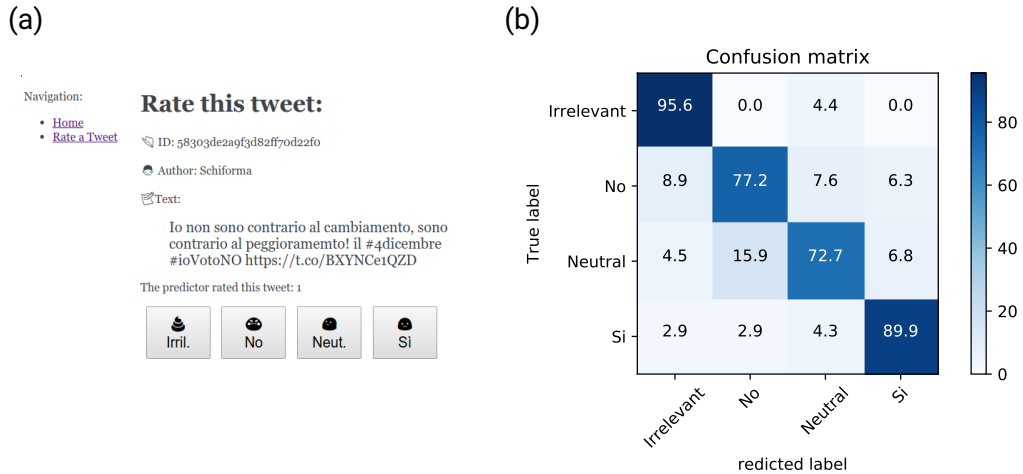 (a)
.
Navigation:
Home
Rate a Tweet
Rate this tweet:
ID: 58303de2a9f3d82ff70d22f0
Author: Schiforma
Text:
Io non sono contrario al cambiamento, sono
contrario al peggioramento! il #4dicembre
#ioVotoNO https://t.co/BXYNCe1QZD
The predictor rated this tweet: 1
Irril.
No
Neut.
Sì
(b)
Confusion matrix
True label
Irrelevant 95.6 0.0 4.4 0.0
No 8.9 77.2 7.6 6.3
Neutral 4.5 15.9 72.7 6.8
Si 2.9 2.9 4.3 89.9
Irrelevant
No
Neutral
Si
redicted label
80
60
40
20
0